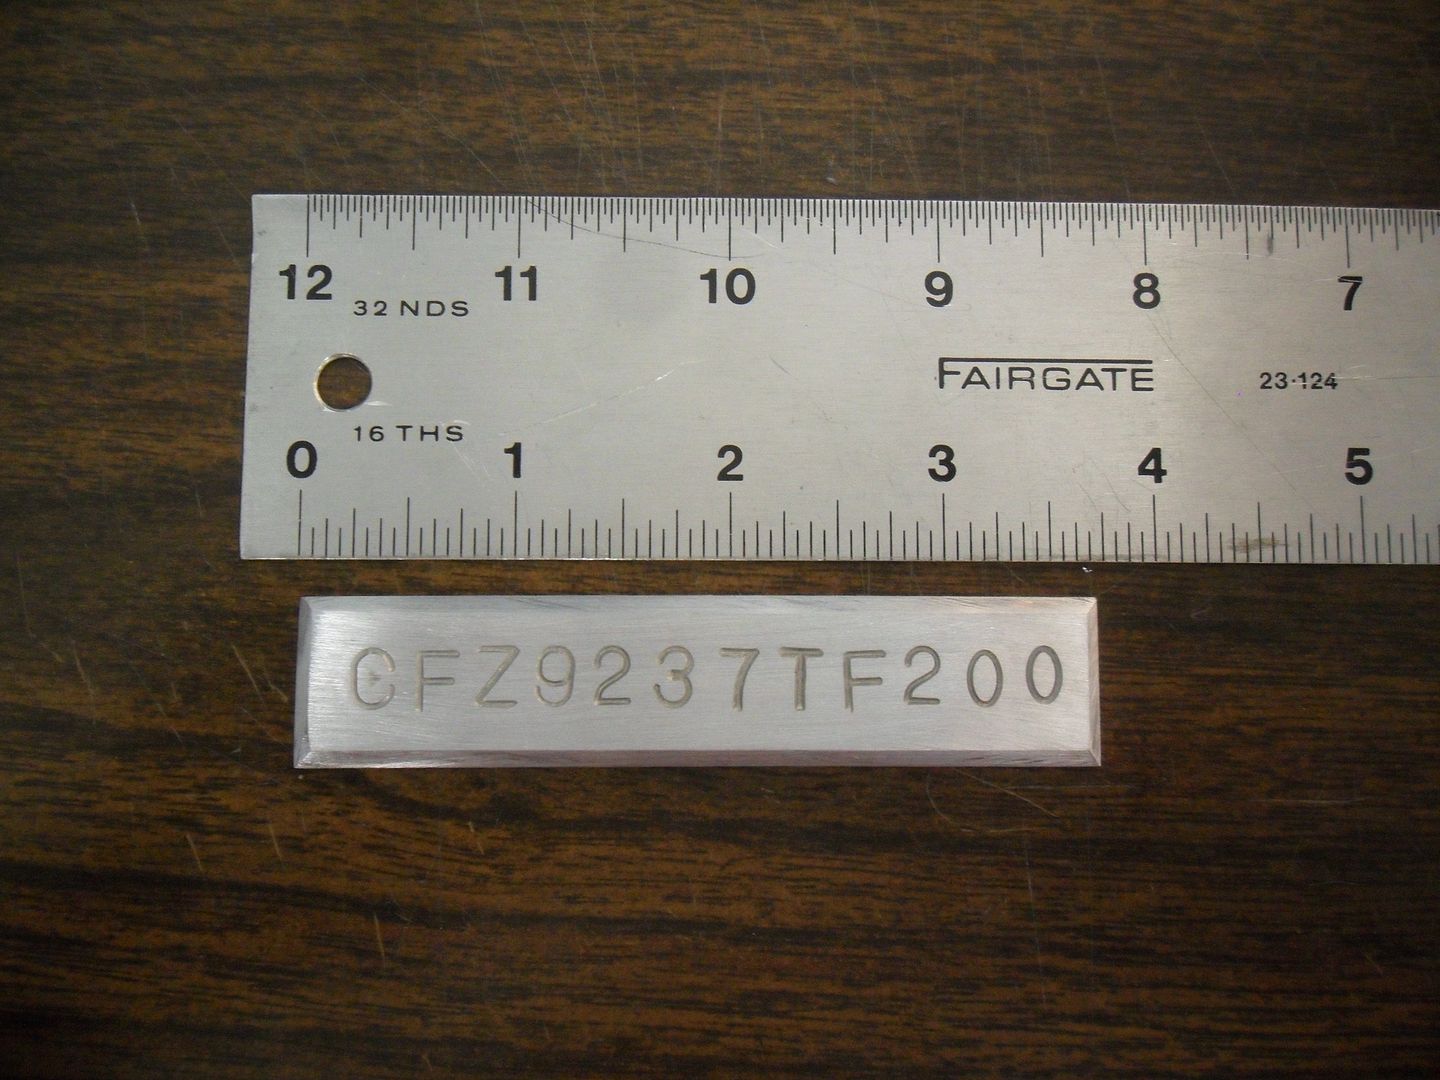 12 11 10 9 8 7
32 NDS
FAIRGATE 23·124
16 THS
0 1 2 3 4 5
CFZ9237TF200